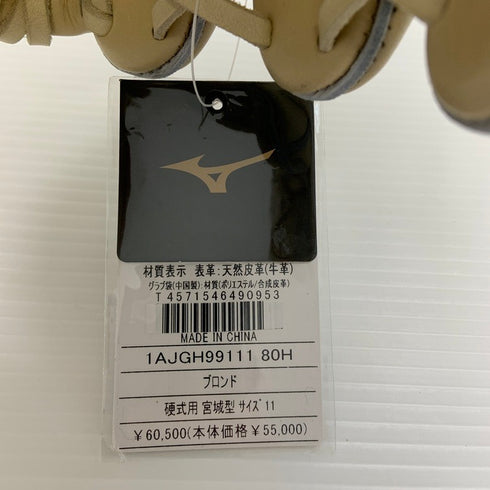 材質表示 表革:天然皮革(牛革)
グラブ袋(中国製):材質(ポリエステル/合成皮革)
T 4571546490953
MADE IN CHINA
1AJGH99111 80H
ブロンド
硬式用 宮城型 サイズ11
￥60,500(本体価格￥55,000)